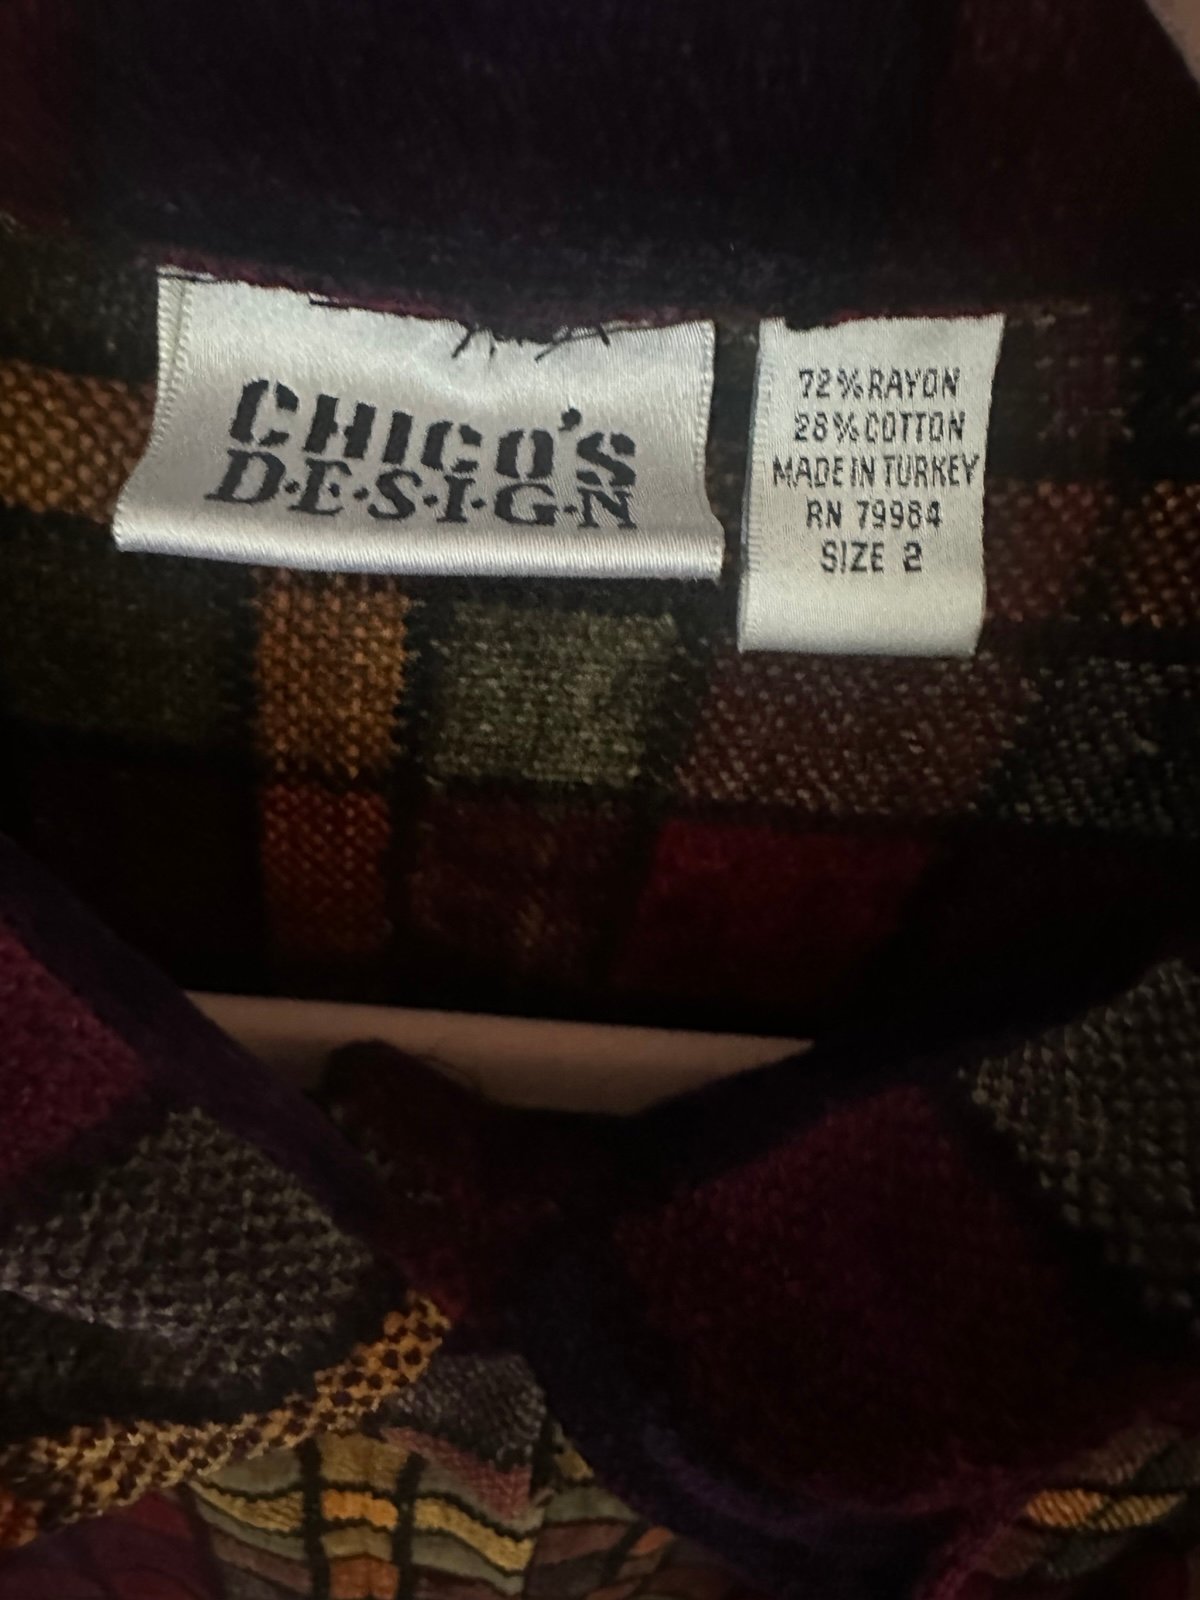 CHICO'S
D·E·S·I·G·N
72% RAYON
28% COTTON
MADE IN TURKEY
RN 79984
SIZE 2